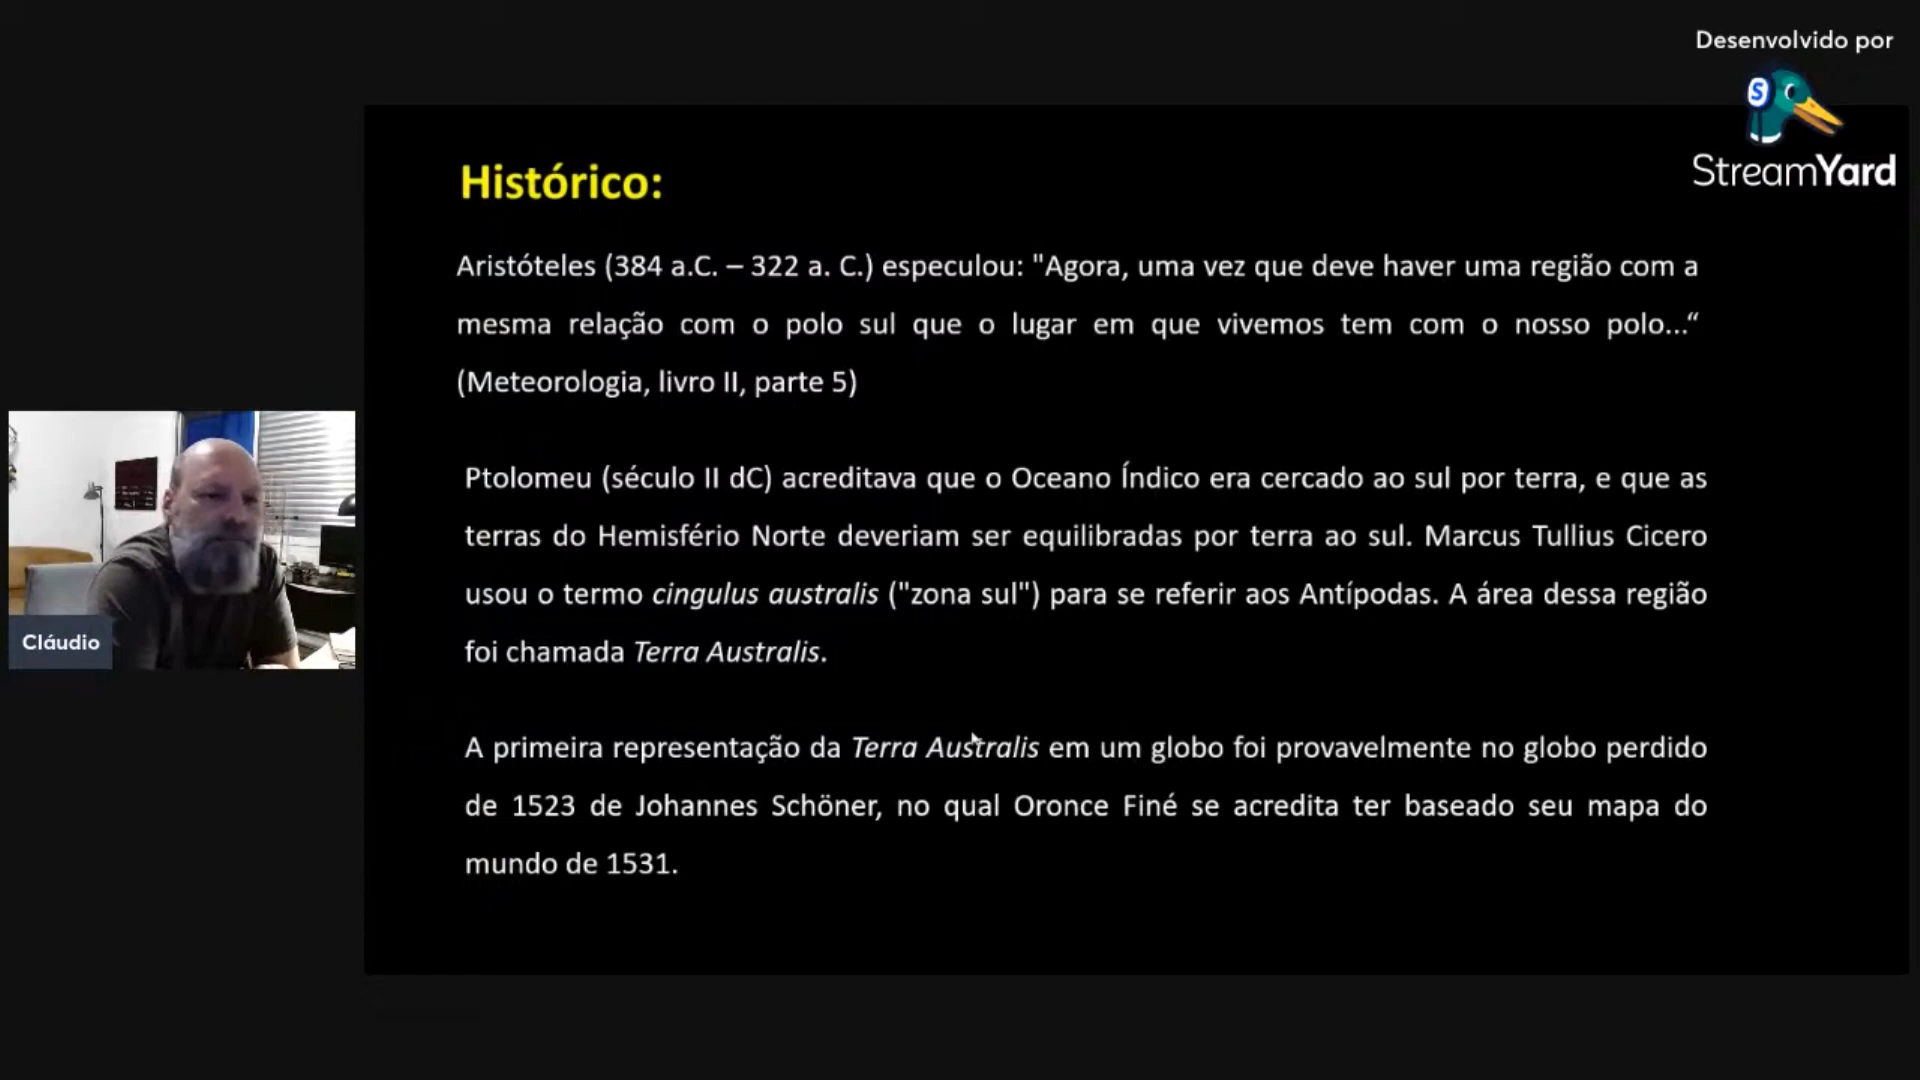 Desenvolvido por
StreamYard
Histórico:
Aristóteles (384 a.C. – 322 a. C.) especulou: "Agora, uma vez que deve haver uma região com a
mesma relação com o polo sul que o lugar em que vivemos tem com o nosso polo...“
(Meteorologia, livro II, parte 5)
Ptolomeu (século II dC) acreditava que o Oceano Índico era cercado ao sul por terra, e que as
terras do Hemisfério Norte deveriam ser equilibradas por terra ao sul. Marcus Tullius Cicero
usou o termo cingulus australis ("zona sul") para se referir aos Antípodas. A área dessa região
foi chamada Terra Australis.
A primeira representação da Terra Australis em um globo foi provavelmente no globo perdido
de 1523 de Johannes Schöner, no qual Oronce Finé se acredita ter baseado seu mapa do
mundo de 1531.
Cláudio